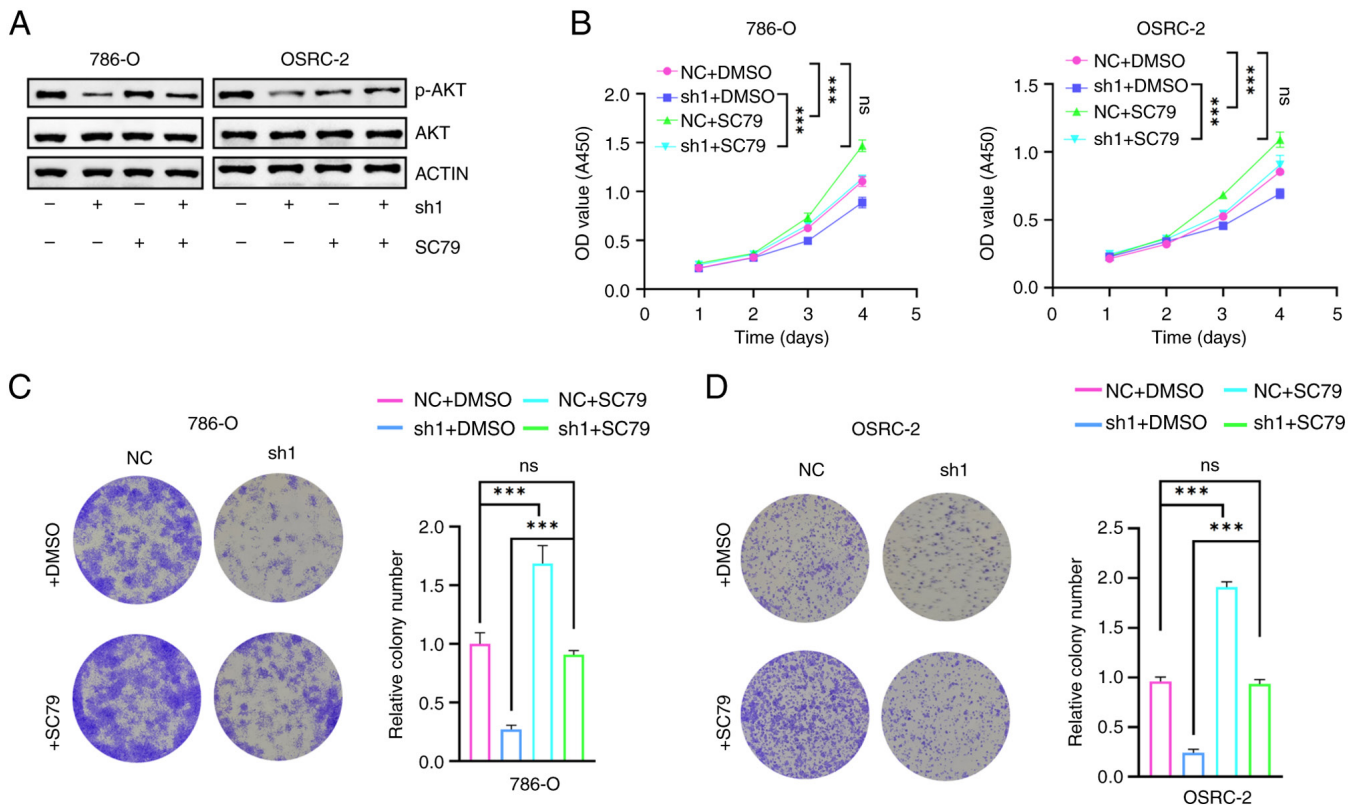 A
786-O
OSRC-2
p-AKT
AKT
ACTIN
− + − + − + − + sh1
− − + + − − + + SC79
B
786-O
NC+DMSO
sh1+DMSO
NC+SC79
sh1+SC79
***
***
ns
OD value (A450)
2.0
1.5
1.0
0.5
0.0
0 1 2 3 4 5
Time (days)
OSRC-2
NC+DMSO
sh1+DMSO
NC+SC79
sh1+SC79
***
***
ns
OD value (A450)
1.5
1.0
0.5
0.0
0 1 2 3 4 5
Time (days)
C
786-O
NC sh1
+DMSO
+SC79
NC+DMSO NC+SC79
sh1+DMSO sh1+SC79
ns
***
***
Relative colony number
2.0
1.5
1.0
0.5
0.0
786-O
D
OSRC-2
NC sh1
+DMSO
+SC79
NC+DMSO NC+SC79
sh1+DMSO sh1+SC79
ns
***
***
Relative colony number
2.5
2.0
1.5
1.0
0.5
0.0
OSRC-2